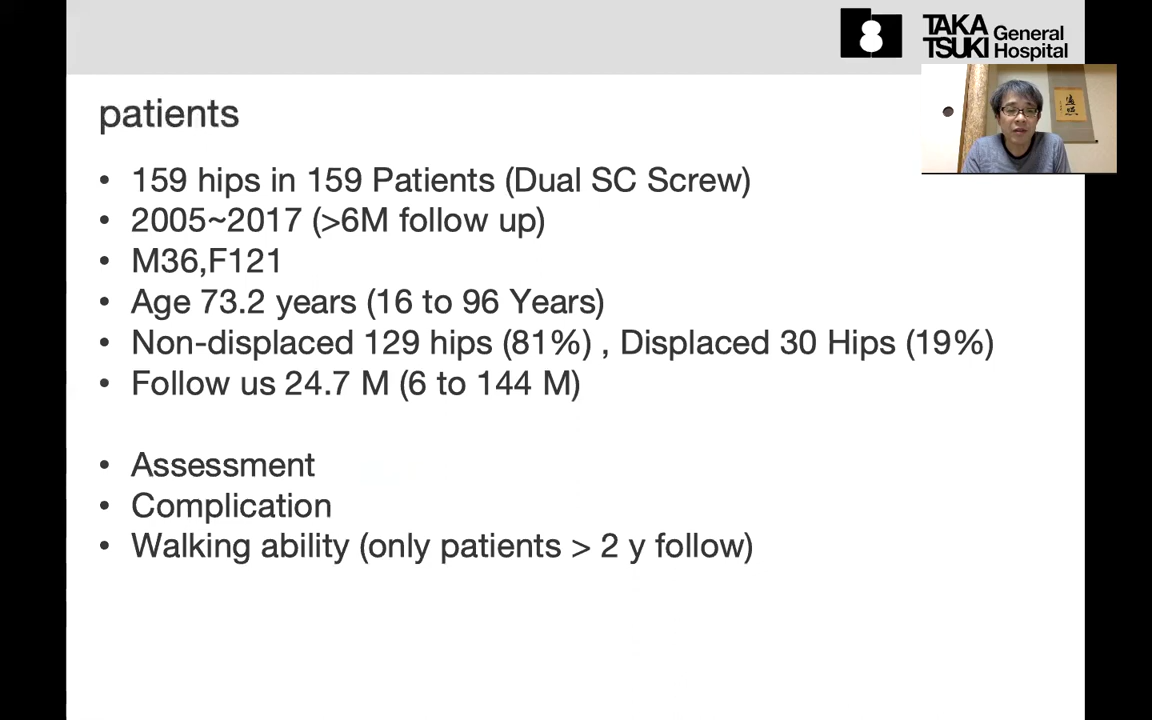 TAKA
TSUKI General
Hospital
patients
• 159 hips in 159 Patients (Dual SC Screw)
• 2005~2017 (>6M follow up)
• M36,F121
• Age 73.2 years (16 to 96 Years)
• Non-displaced 129 hips (81%) , Displaced 30 Hips (19%)
• Follow us 24.7 M (6 to 144 M)
• Assessment
• Complication
• Walking ability (only patients > 2 y follow)